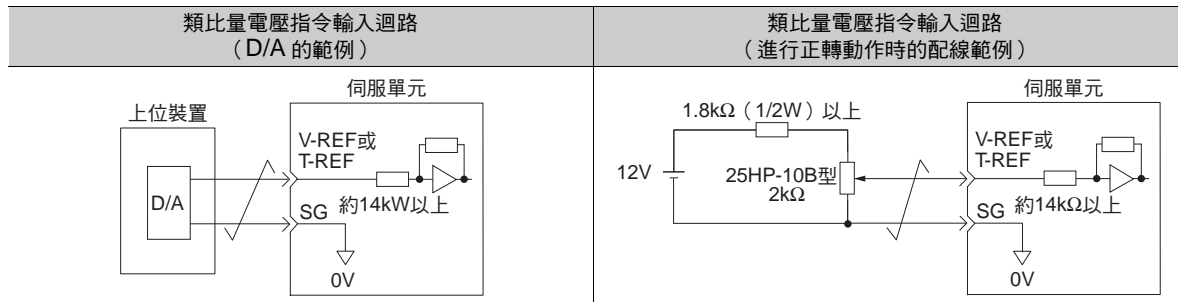 類比量電壓指令輸入迴路
（D/A 的範例）
類比量電壓指令輸入迴路
（進行正轉動作時的配線範例）
上位裝置
伺服單元
V-REF或
T-REF
D/A
約14kW以上
SG
0V
伺服單元
1.8kΩ（1/2W）以上
V-REF或
T-REF
12V
25HP-10B型
2kΩ
約14kΩ以上
SG
0V